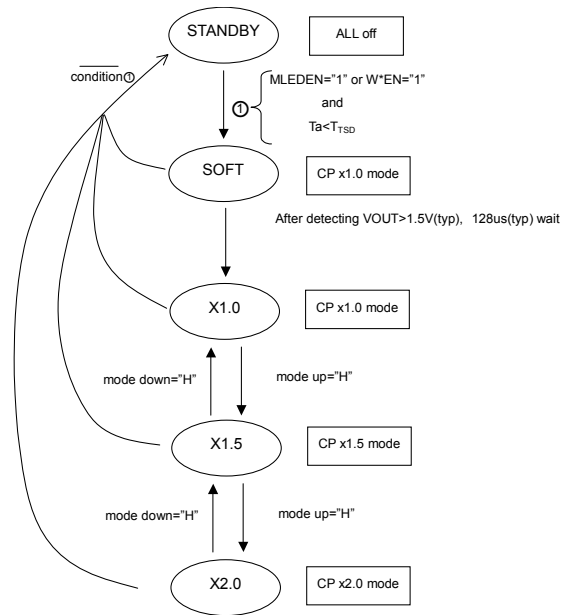 STANDBY
ALL off
condition①
①
MLEDEN="1" or W*EN="1"
and
Ta<TTSD
SOFT
CP x1.0 mode
After detecting VOUT>1.5V(typ), 128us(typ) wait
X1.0
CP x1.0 mode
mode down="H"
mode up="H"
X1.5
CP x1.5 mode
mode down="H"
mode up="H"
X2.0
CP x2.0 mode